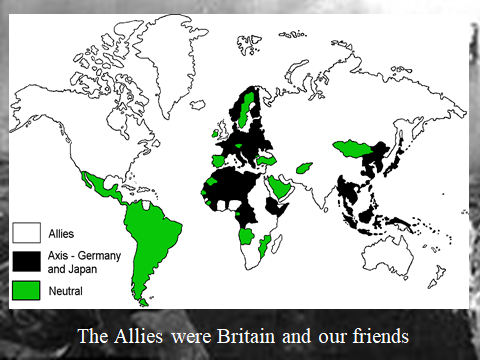 Allies
Axis - Germany
and Japan
Neutral
The Allies were Britain and our friends